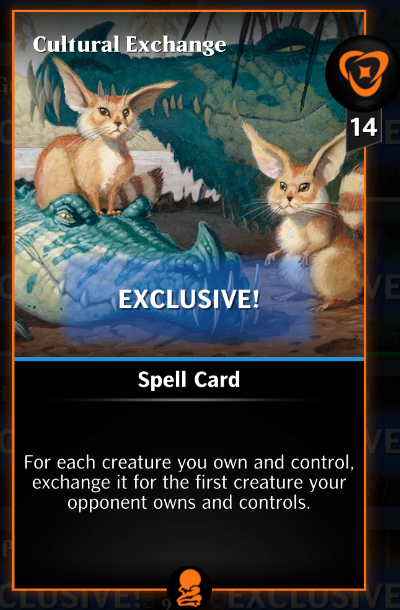 Cultural Exchange
14
EXCLUSIVE!
Spell Card
For each creature you own and control,
exchange it for the first creature your
opponent owns and controls.